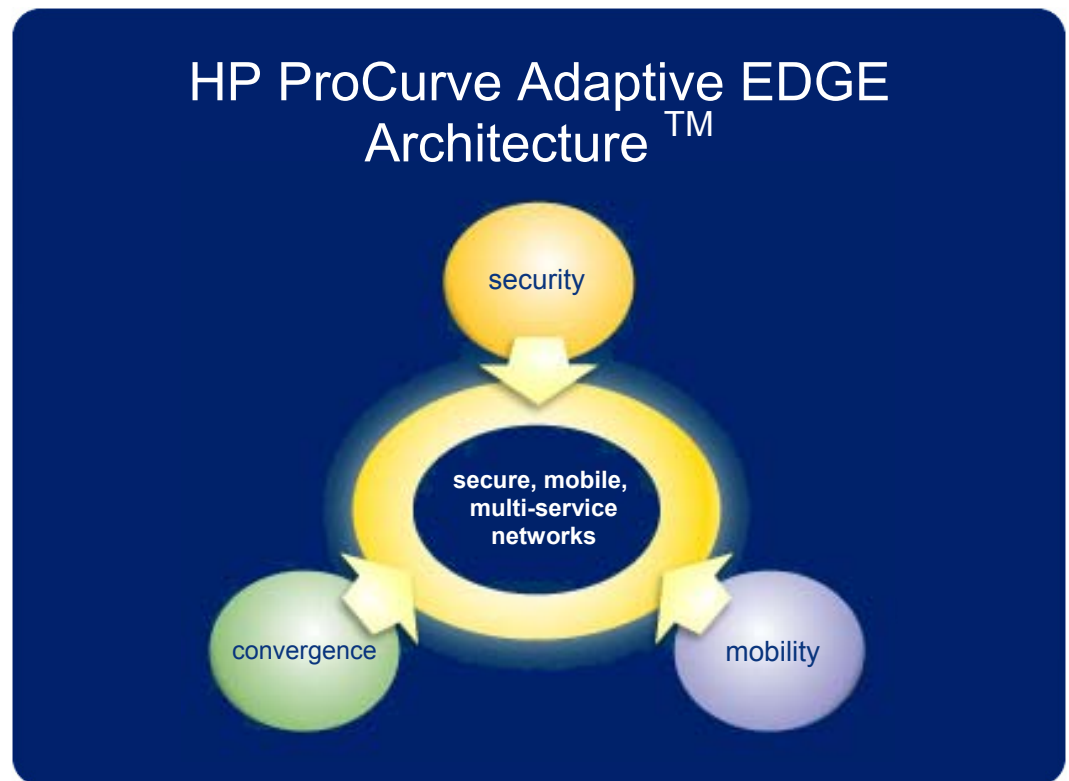 HP ProCurve Adaptive EDGE
Architecture TM
security
secure, mobile,
multi-service
networks
convergence
mobility